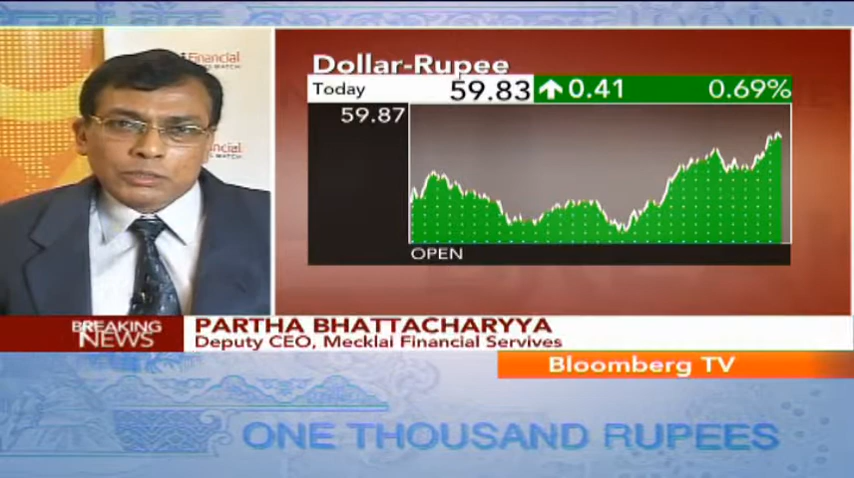 Financial
Dollar-Rupee
Today 59.83 0.41 0.69%
59.87
OPEN
BREAKING
NEWS
PARTHA BHATTACHARYYA
Deputy CEO, Mecklai Financial Servives
Bloomberg TV
ONE THOUSAND RUPEES